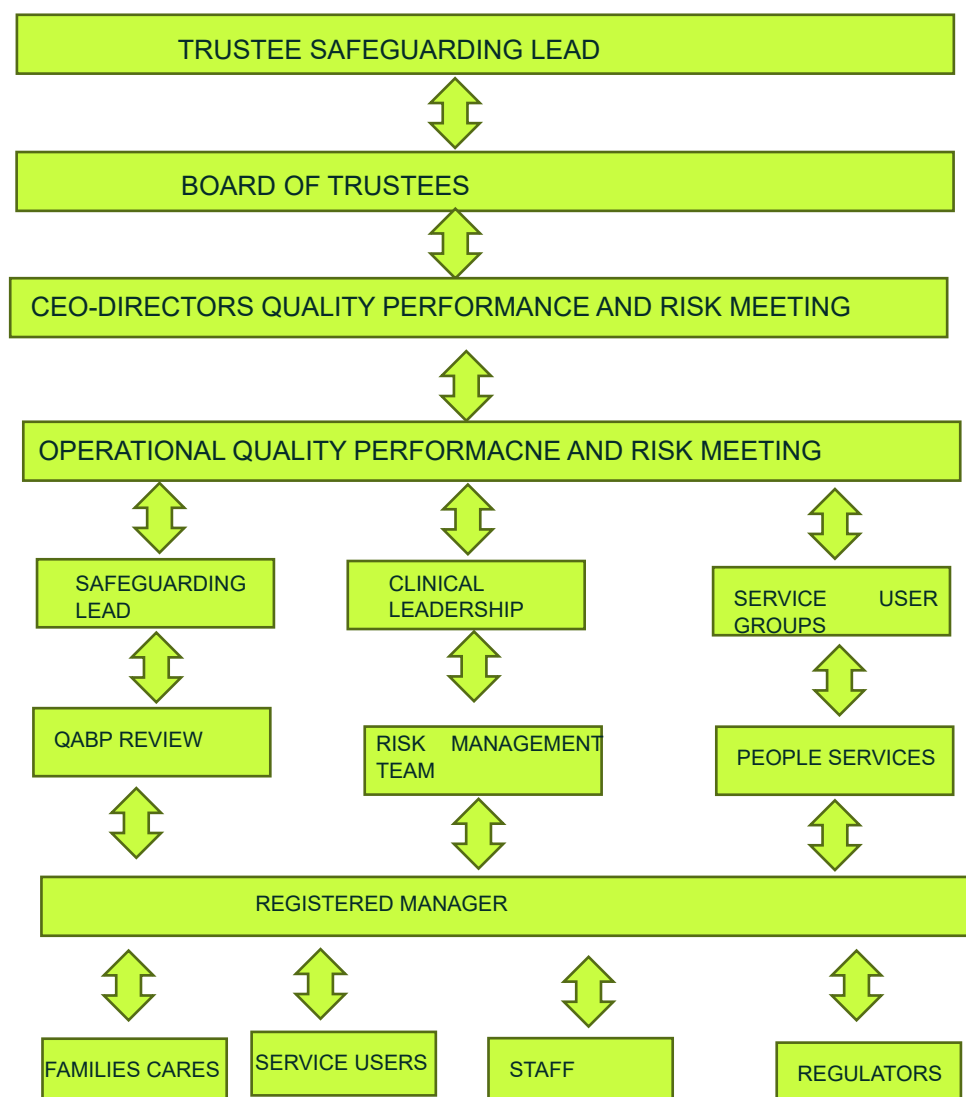 TRUSTEE SAFEGUARDING LEAD
BOARD OF TRUSTEES
CEO-DIRECTORS QUALITY PERFORMANCE AND RISK MEETING
OPERATIONAL QUALITY PERFORMACNE AND RISK MEETING
SAFEGUARDING
LEAD
CLINICAL
LEADERSHIP
SERVICE USER
GROUPS
QABP REVIEW
RISK MANAGEMENT
TEAM
PEOPLE SERVICES
REGISTERED MANAGER
FAMILIES CARES
SERVICE USERS
STAFF
REGULATORS